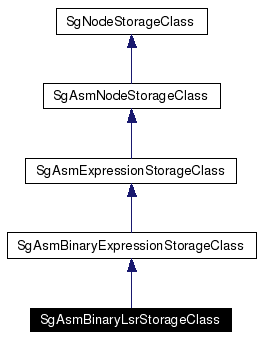 SgNodeStorageClass
SgAsmNodeStorageClass
SgAsmExpressionStorageClass
SgAsmBinaryExpressionStorageClass
SgAsmBinaryLsrStorageClass